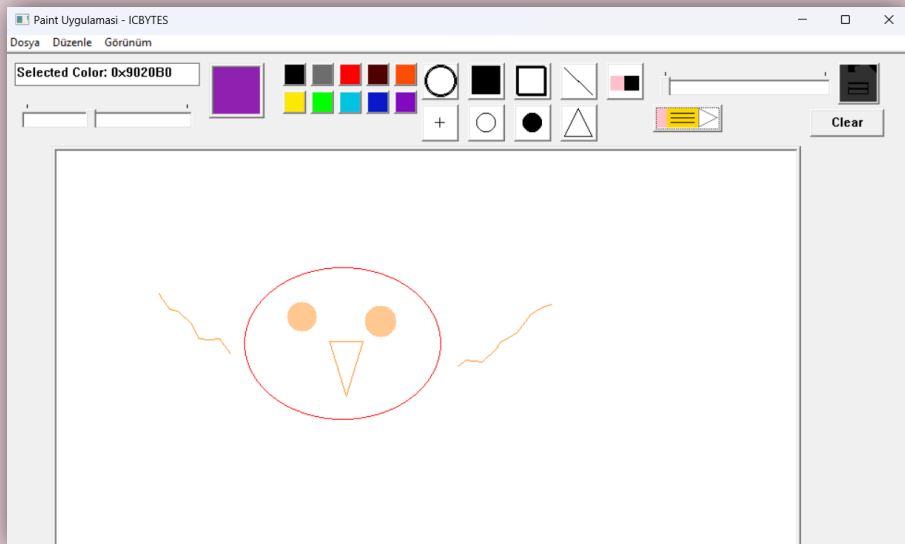 Paint Uygulamasi - ICBYTES
Dosya Düzenle Görünüm
Selected Color: 0x9020B0
Clear